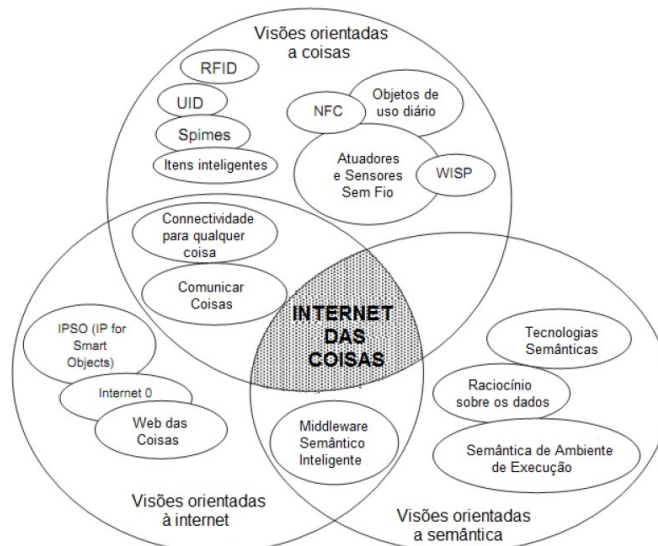 Visões orientadas
a coisas
RFID
UID
Spimes
Itens inteligentes
NFC
Objetos de
uso diário
Atuadores
e Sensores
Sem Fio
WISP
Connectividade
para qualquer
coisa
Comunicar
Coisas
INTERNET
DAS
COISAS
IPSO (IP for
Smart
Objects)
Internet 0
Web das
Coisas
Tecnologias
Semânticas
Raciocínio
sobre os dados
Semântica de Ambiente
de Execução
Middleware
Semântico
Inteligente
Visões orientadas
à internet
Visões orientadas
a semântica